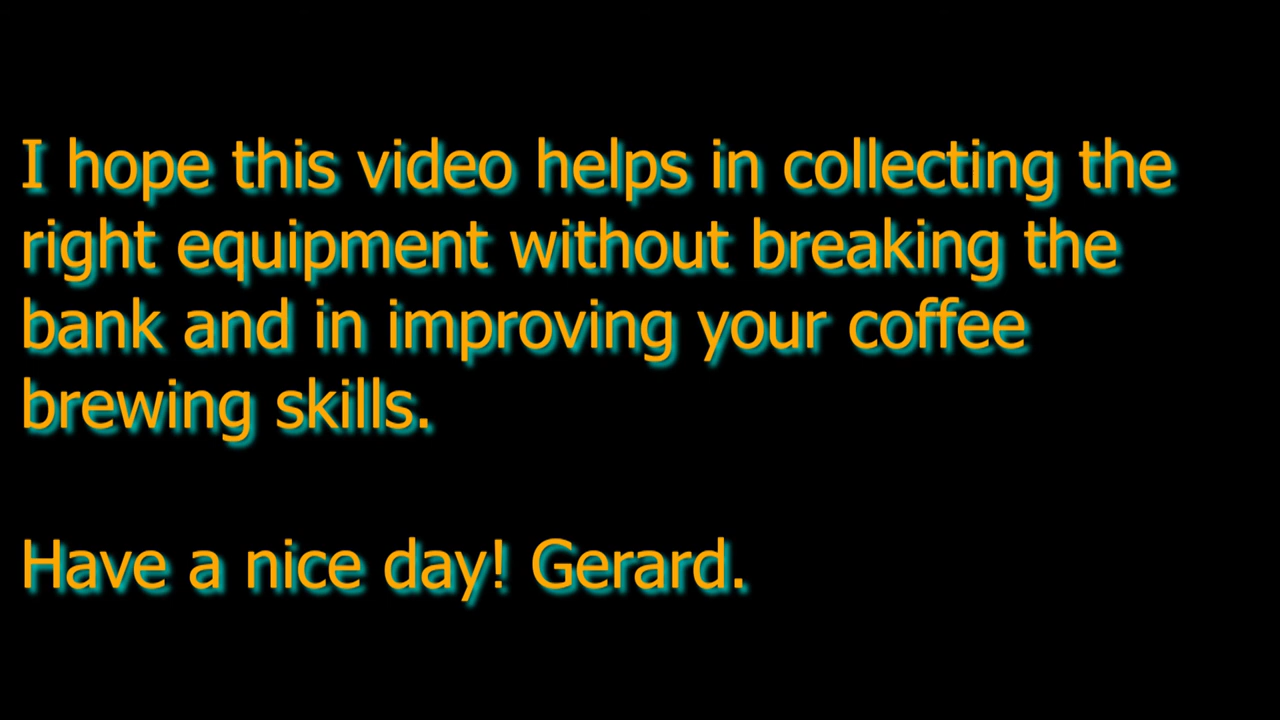 I hope this video helps in collecting the
right equipment without breaking the
bank and in improving your coffee
brewing skills.
Have a nice day! Gerard.